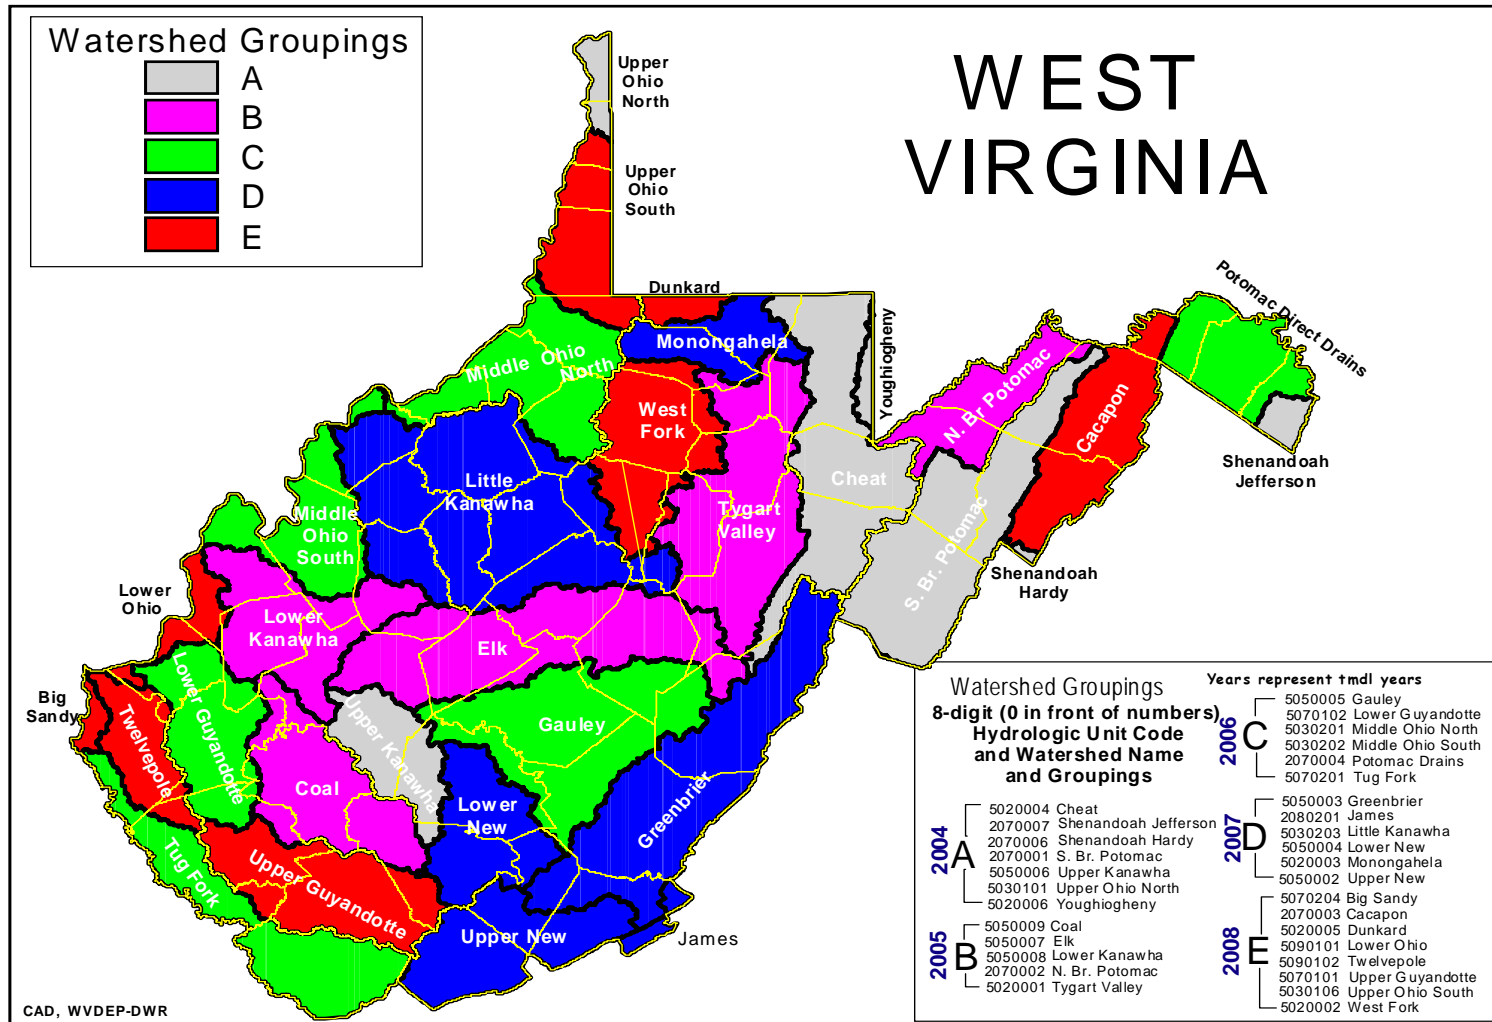 Watershed Groupings
A
B
C
D
E
WEST
VIRGINIA
Upper
Ohio
North
Upper
Ohio
South
Dunkard
Monongahela
Youghiogheny
Middle Ohio
North
West
Fork
N. Br Potomac
Cacapon
Potomac Direct Drains
Shenandoah
Jefferson
Cheat
Little
Kanawha
Tygart
Valley
Middle
Ohio
South
S. Br. Potomac
Shenandoah
Hardy
Lower
Ohio
Lower
Kanawha
Elk
Big
Sandy
Twelvepole
Lower Guyandotte
Upper Kanawha
Gauley
Coal
Lower
New
Greenbrier
Tug Fork
Upper Guyandotte
Upper New
James
CAD, WVDEP-DWR
Watershed Groupings
8-digit (0 in front of numbers)
Hydrologic Unit Code
and Watershed Name
and Groupings
Years represent tmdl years
2004
A
5020004 Cheat
2070007 Shenandoah Jefferson
2070006 Shenandoah Hardy
2070001 S. Br. Potomac
5050006 Upper Kanawha
5030101 Upper Ohio North
5020006 Youghiogheny
2005
B
5050009 Coal
5050007 Elk
5050008 Lower Kanawha
2070002 N. Br. Potomac
5020001 Tygart Valley
2006
C
5050005 Gauley
5070102 Lower Guyandotte
5030201 Middle Ohio North
5030202 Middle Ohio South
2070004 Potomac Drains
5070201 Tug Fork
2007
D
5050003 Greenbrier
2080201 James
5030203 Little Kanawha
5050004 Lower New
5020003 Monongahela
5050002 Upper New
2008
E
5070204 Big Sandy
2070003 Cacapon
5020005 Dunkard
5090101 Lower Ohio
5090102 Twelvepole
5070101 Upper Guyandotte
5030106 Upper Ohio South
5020002 West Fork